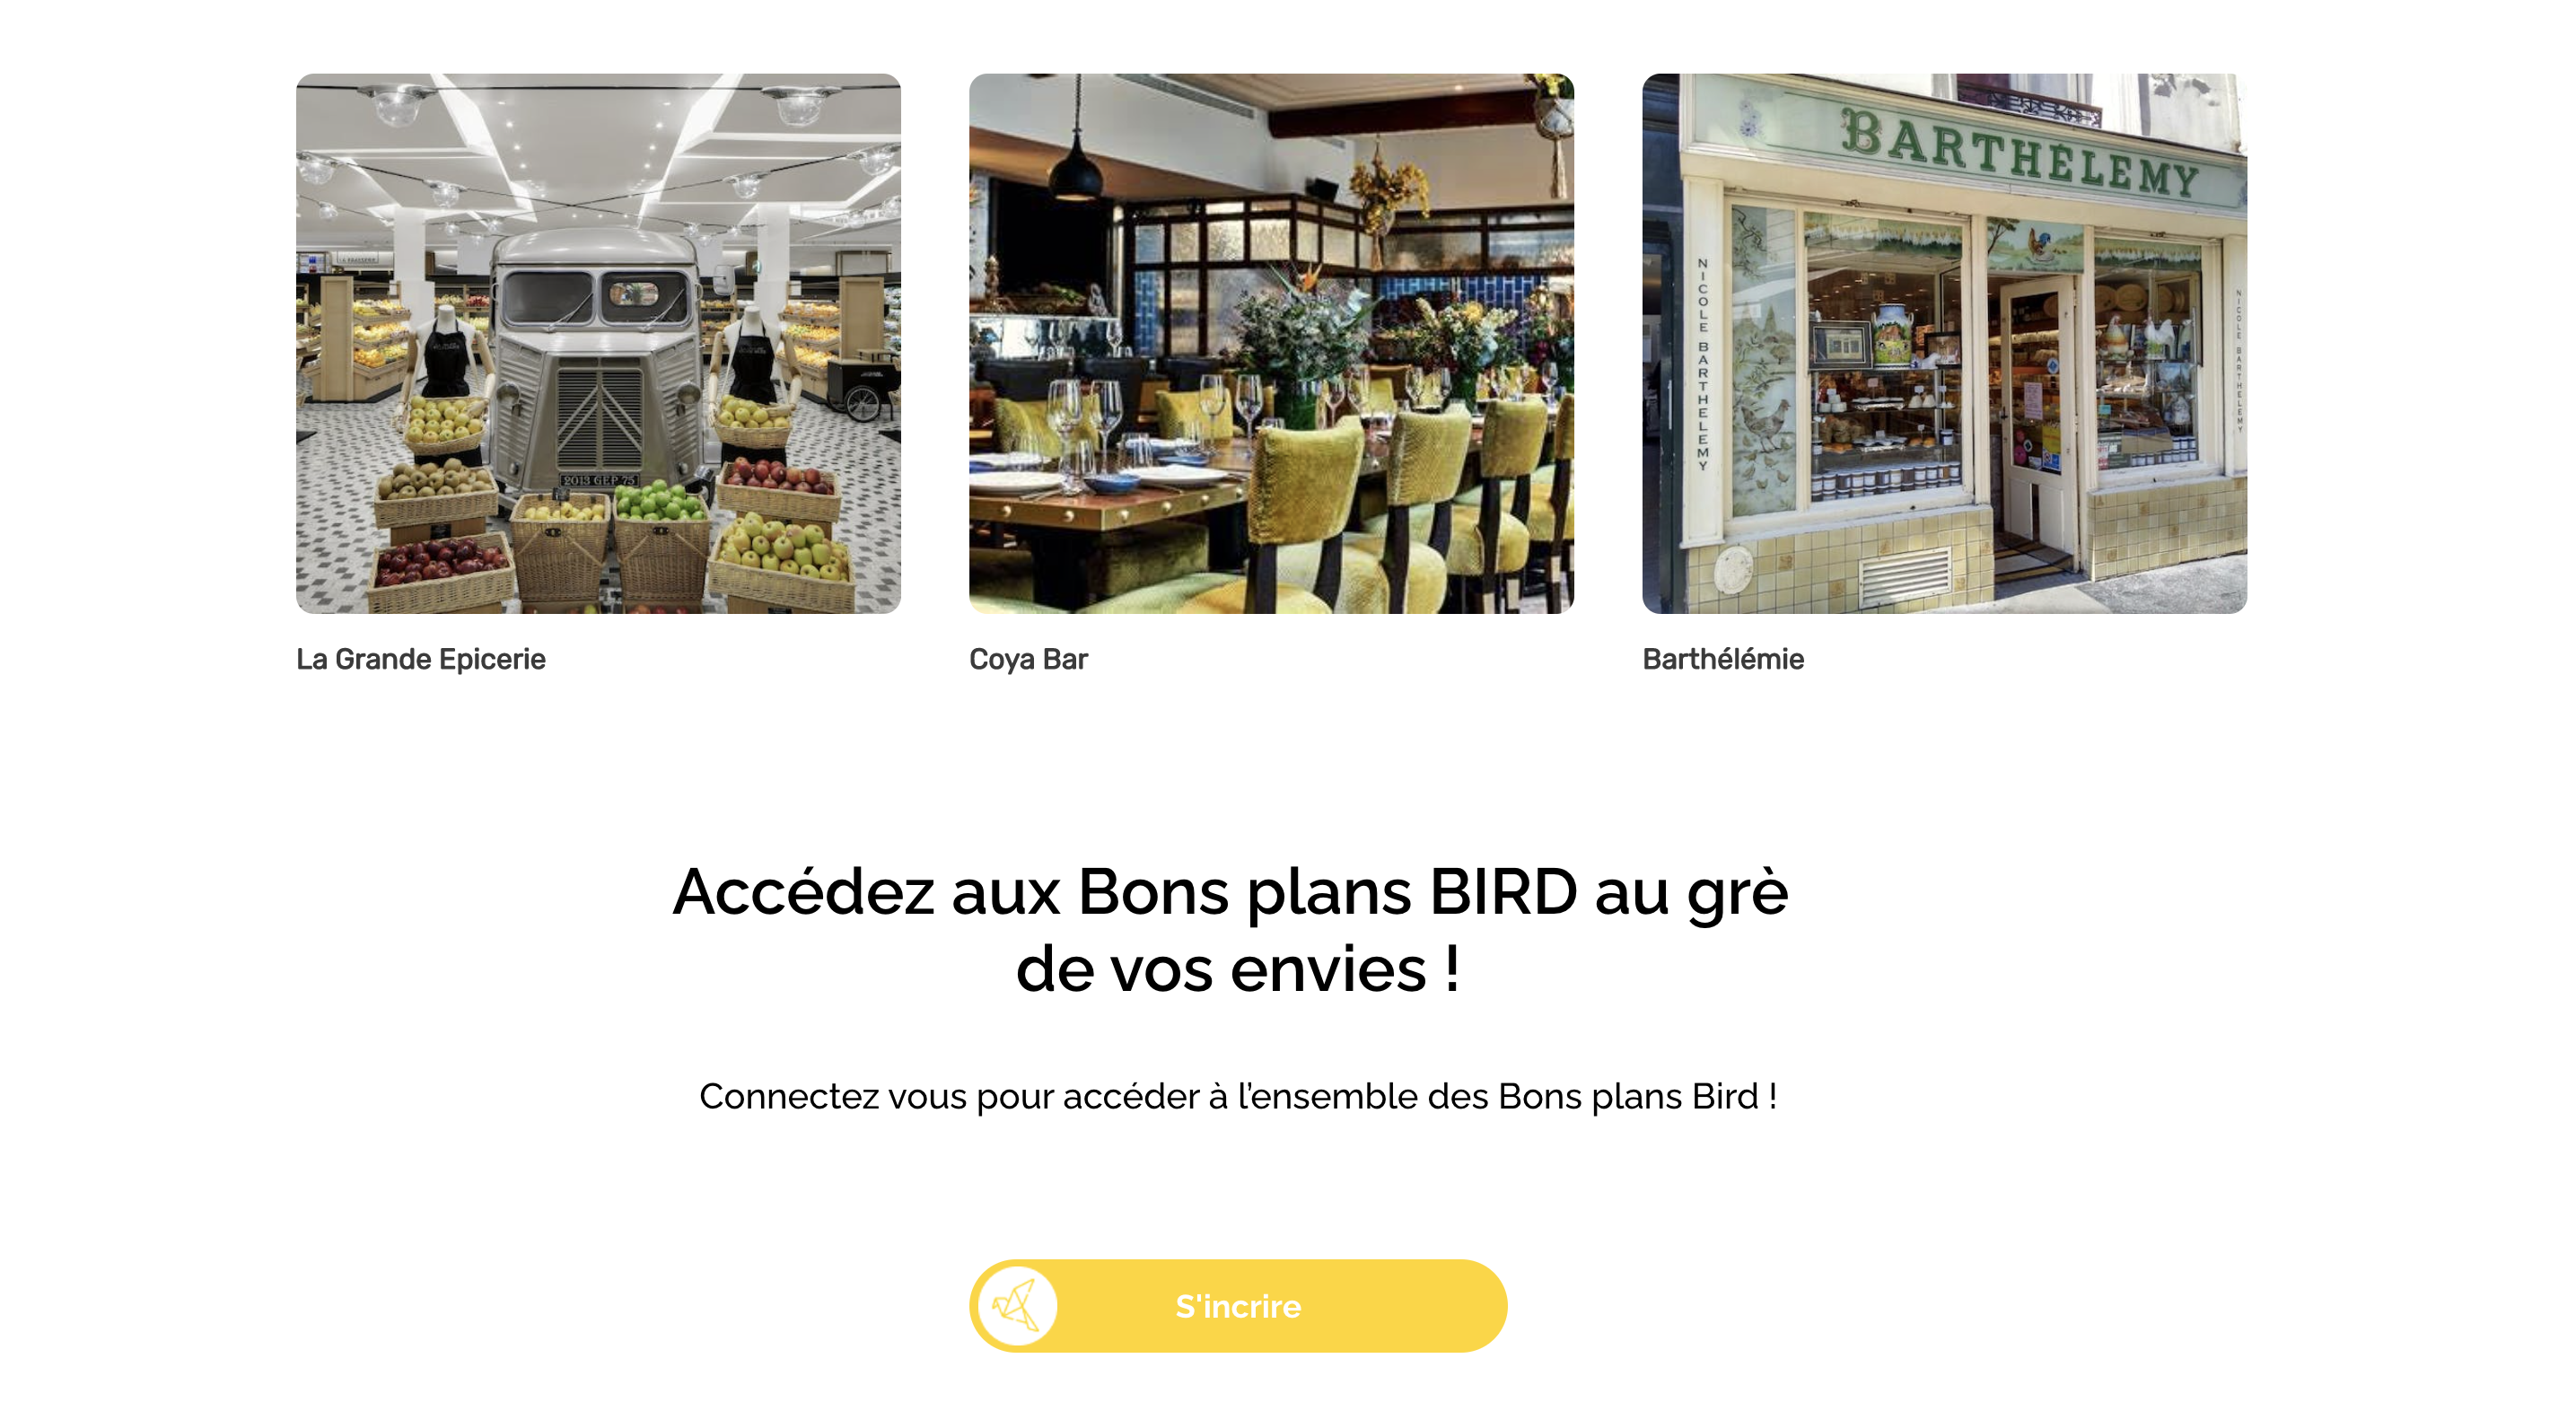 2013 GEP 75
BARTHÉLEMY
NICOLE BARTHELEMY
NICOLE BARTHELEMY
La Grande Epicerie
Coya Bar
Barthélémie
Accédez aux Bons plans BIRD au grè
de vos envies !
Connectez vous pour accéder à l’ensemble des Bons plans Bird !
S'incrire